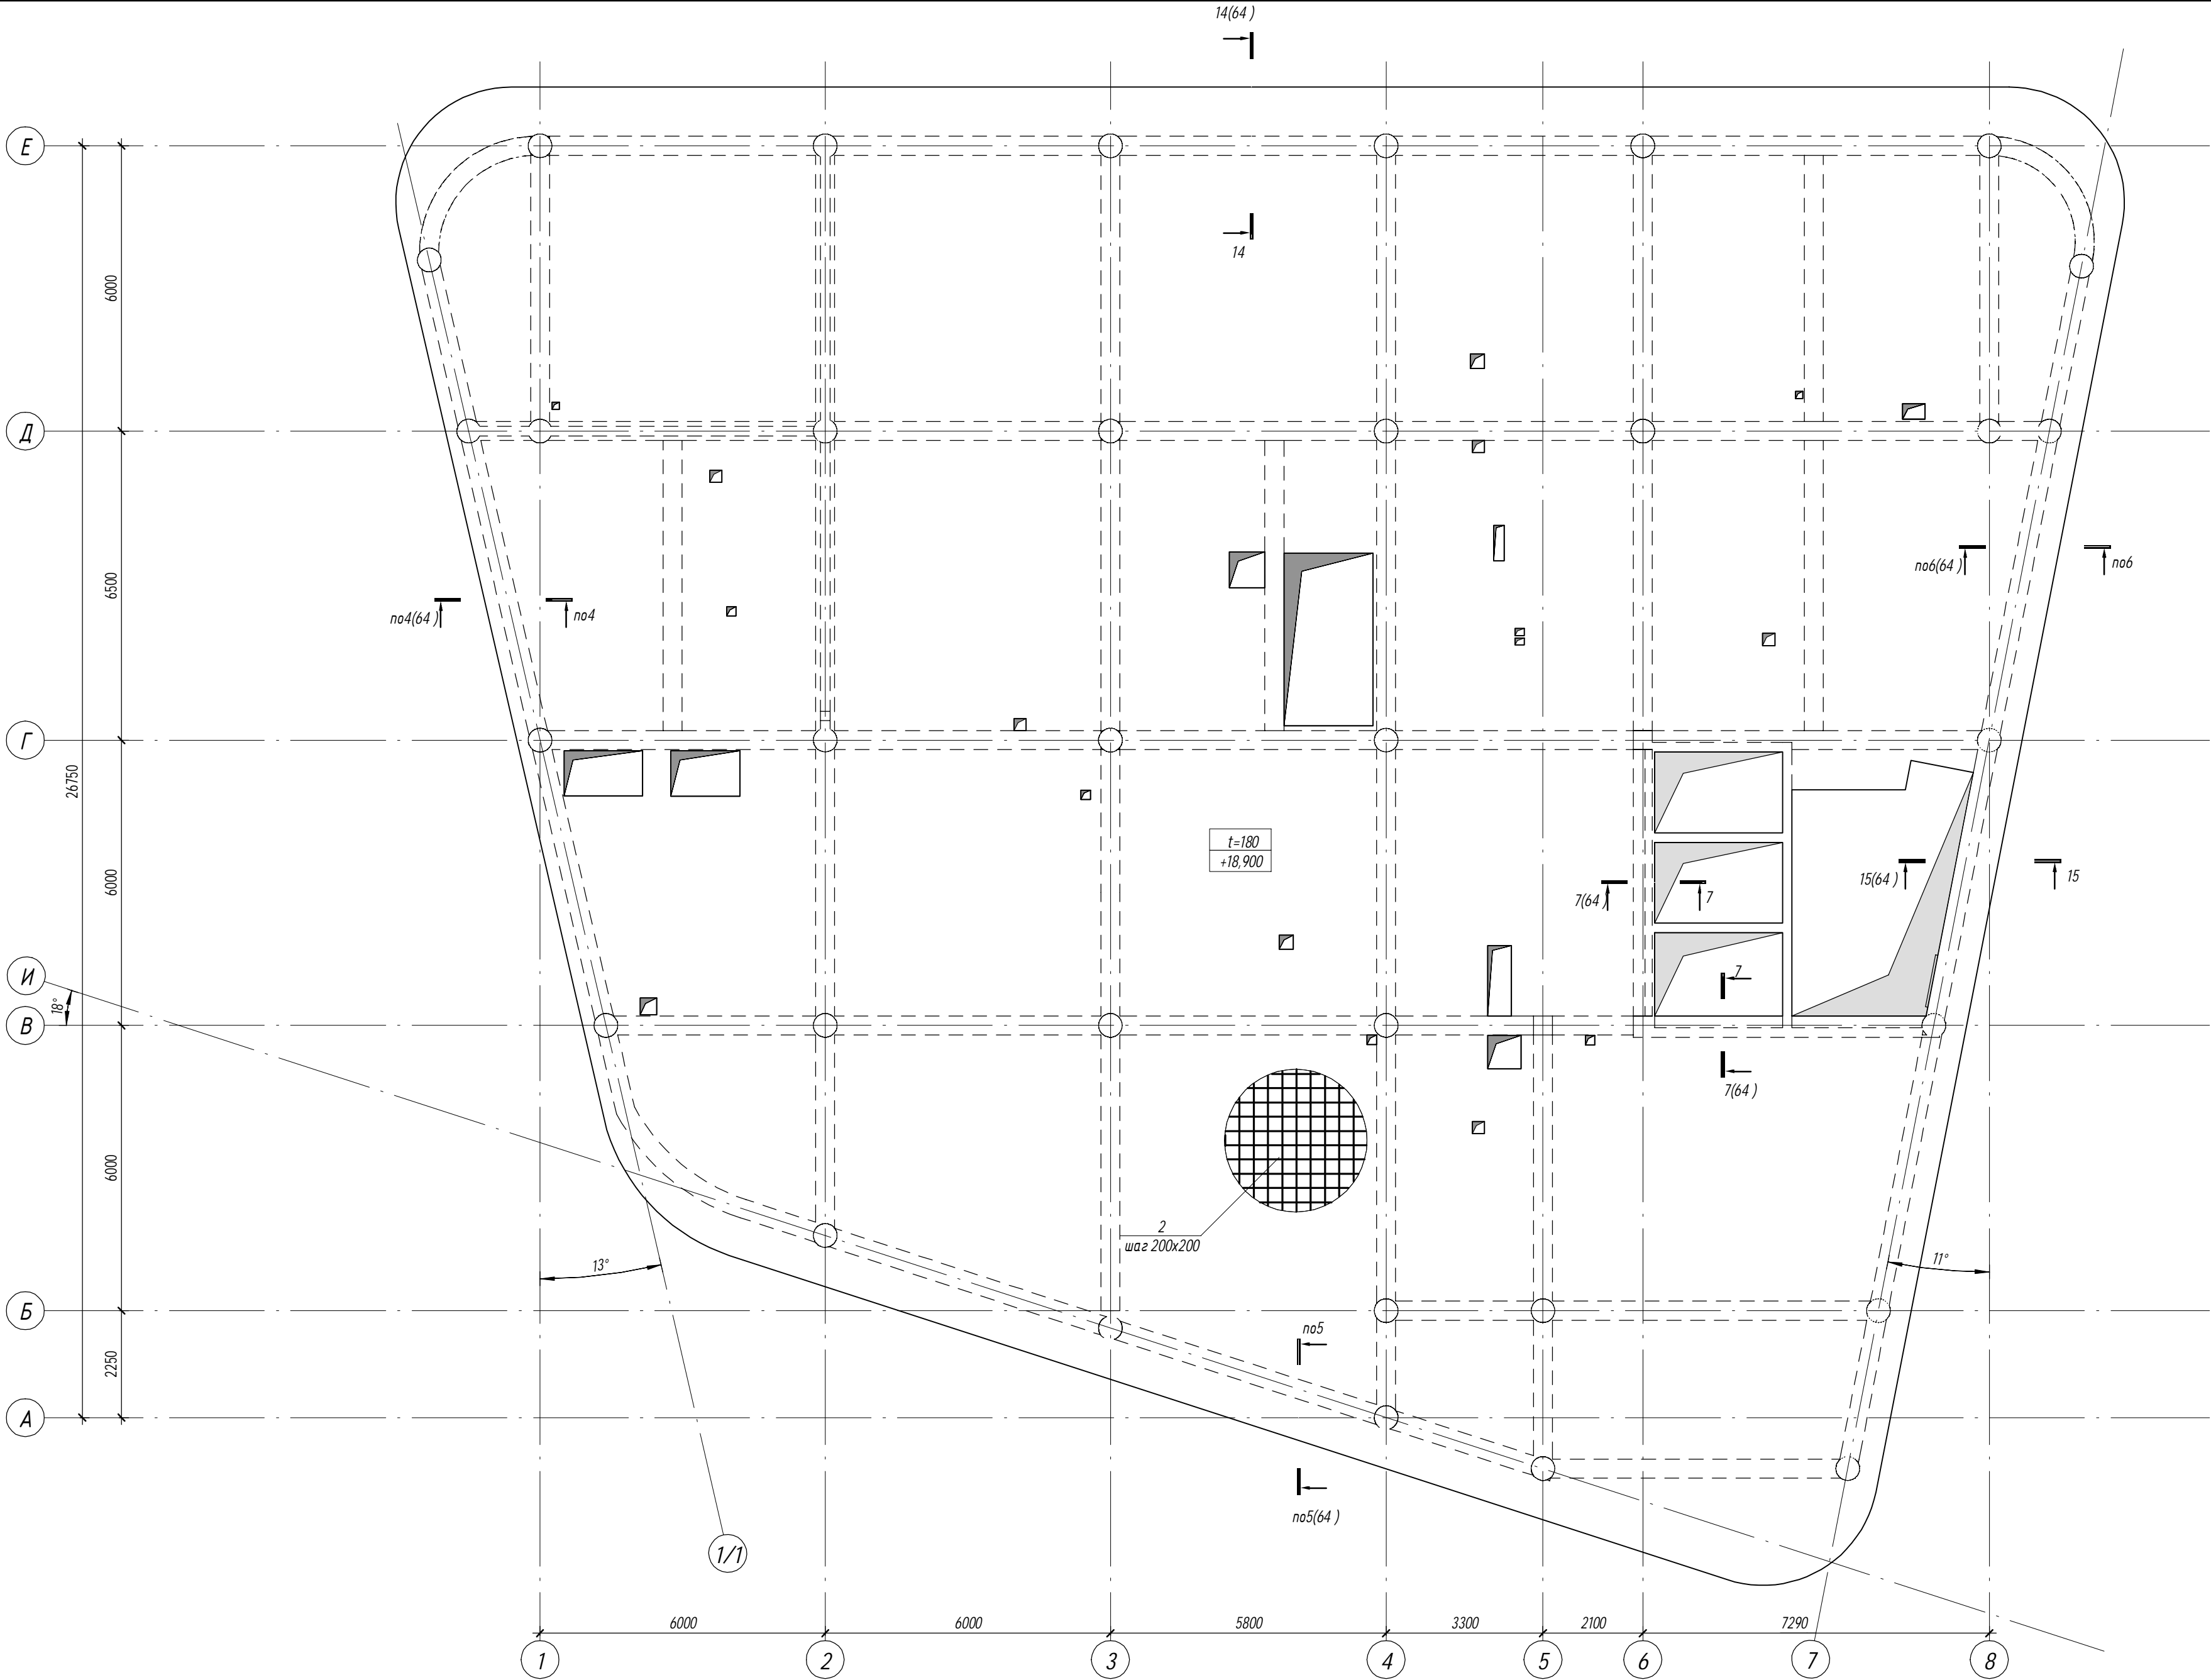 14(64 )
Е
14
6000
Д
6500
по6(64 )
по6
по4(64 )
по4
Г
26750
t=180
+18,900
6000
15(64 )
15
7(64 )
7
И
18°
7
В
7(64 )
6000
2
шаг 200х200
13°
11°
Б
по5
2250
А
по5(64 )
1/1
6000
6000
5800
3300
2100
7290
1
2
3
4
5
6
7
8